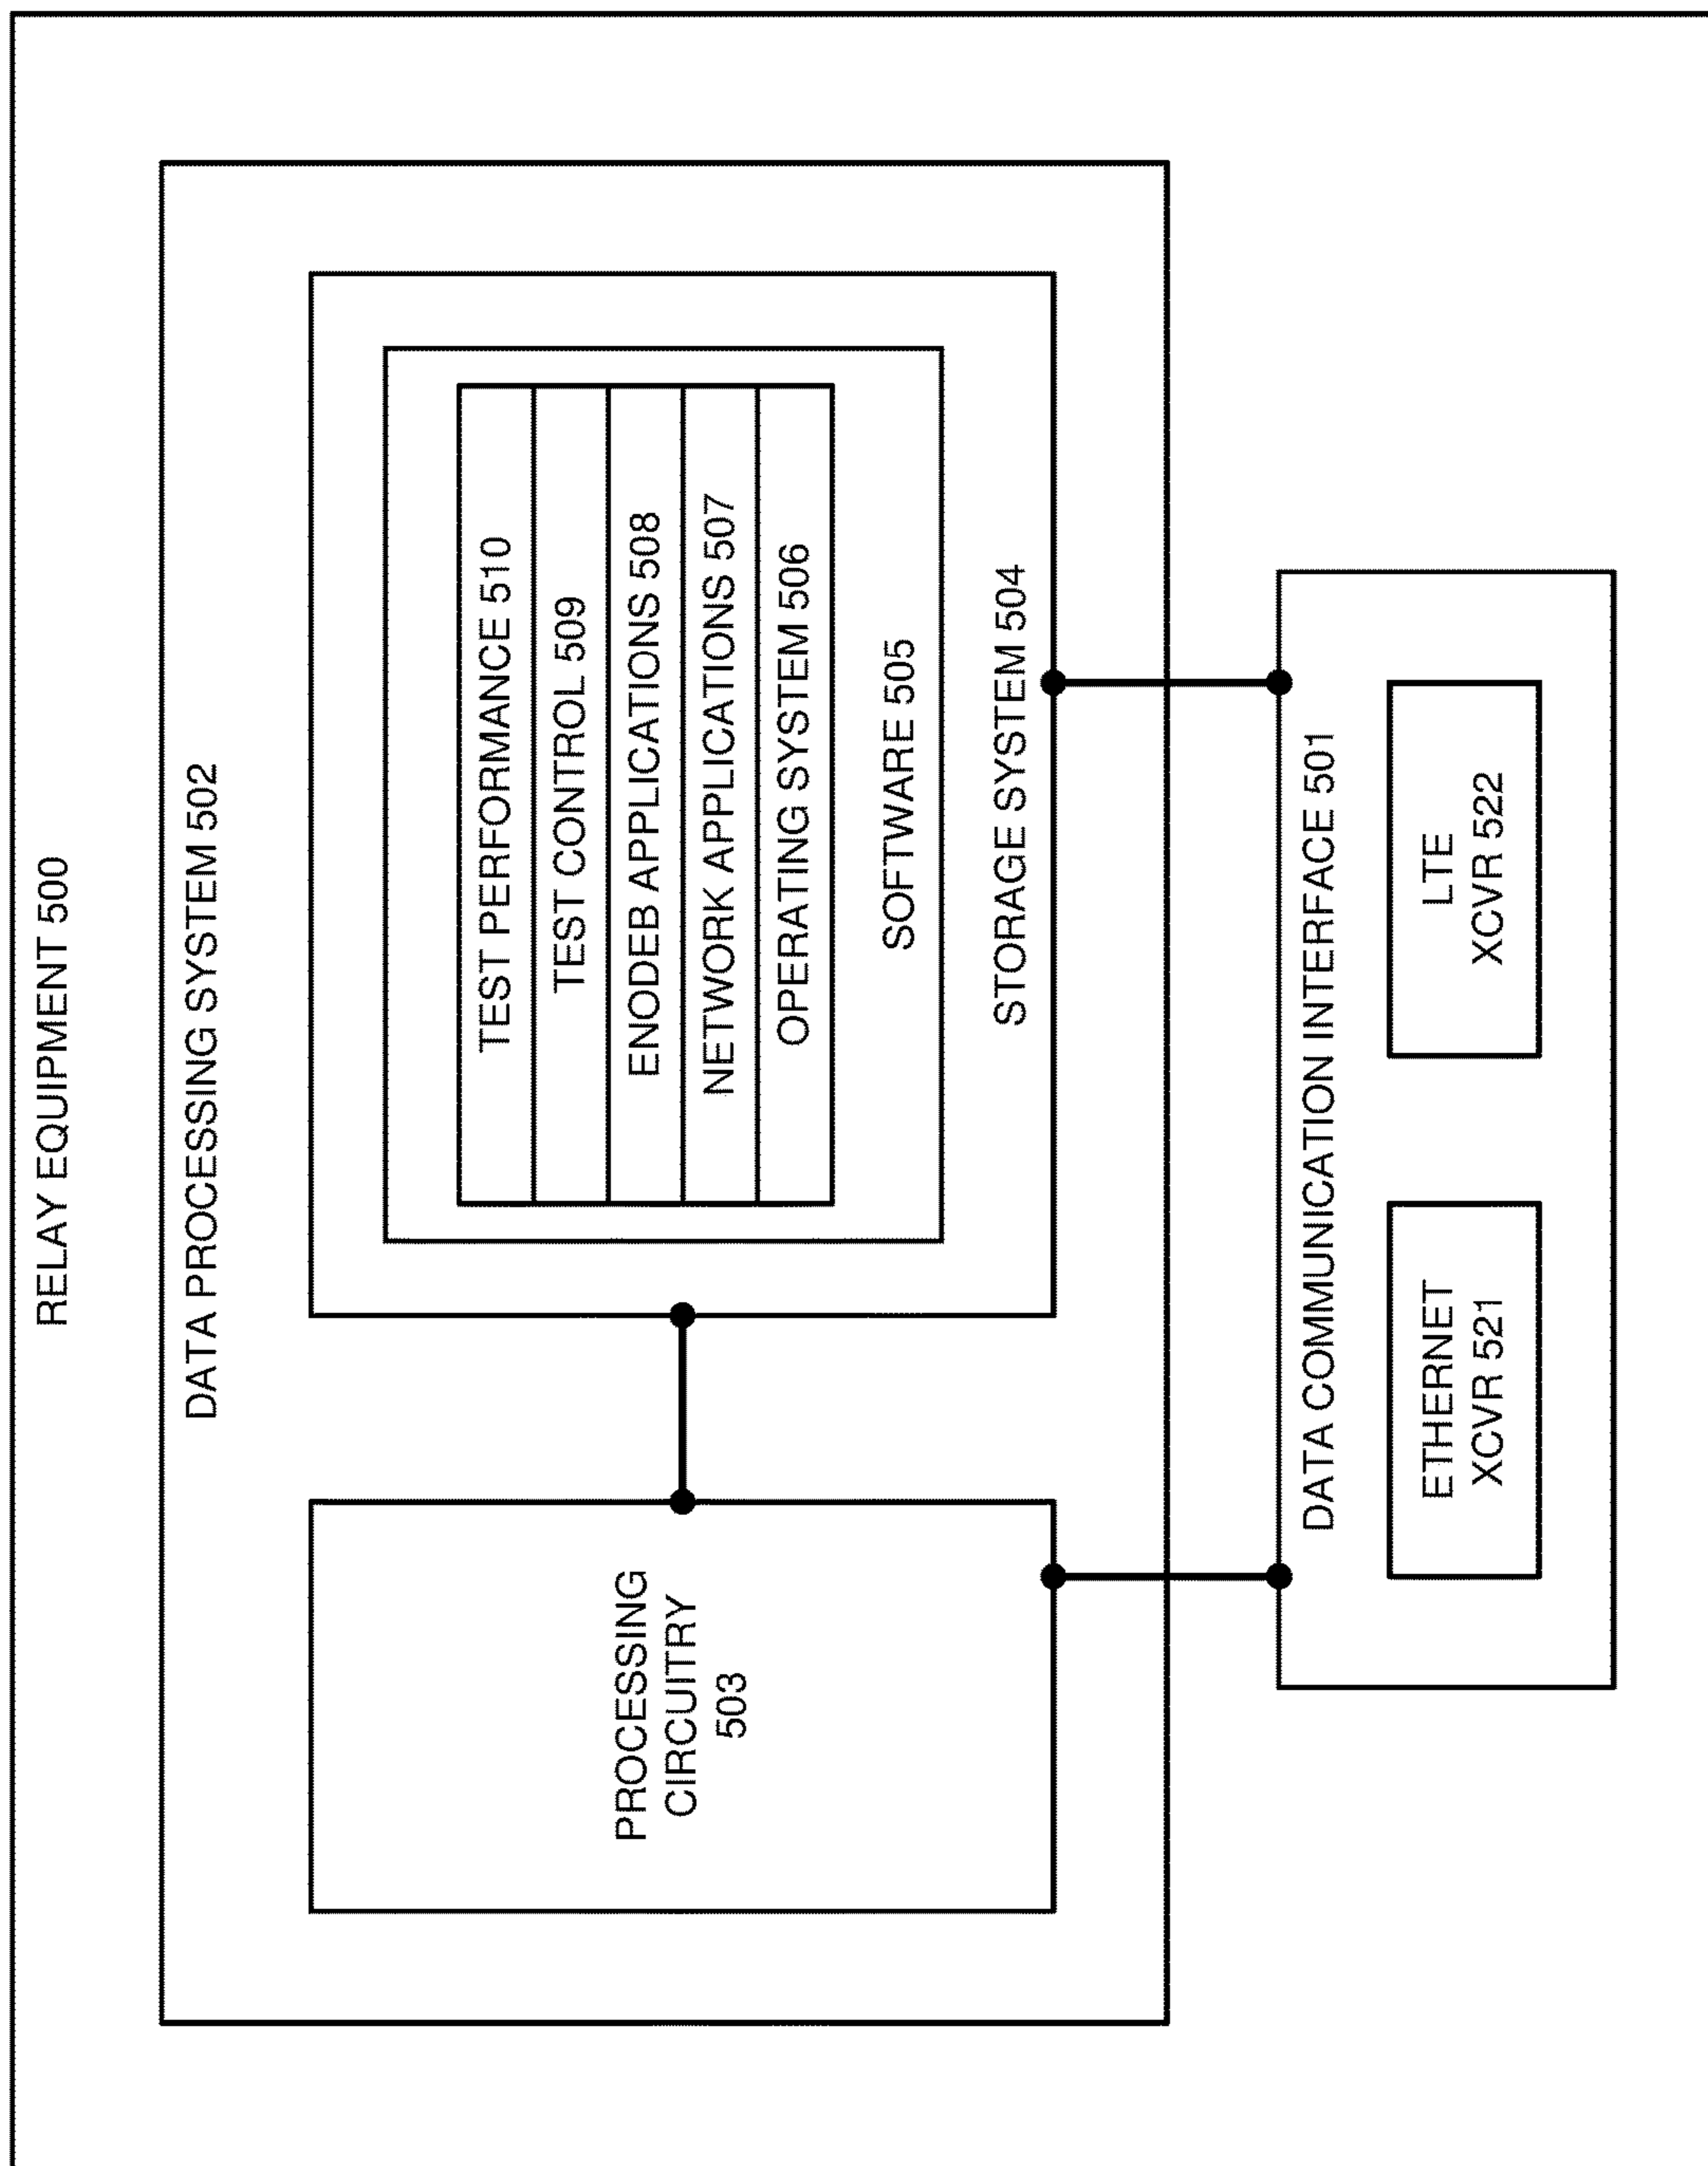 RELAY EQUIPMENT 500
DATA PROCESSING SYSTEM 502
PROCESSING
CIRCUITRY
503
TEST PERFORMANCE 510
TEST CONTROL 509
ENODEB APPLICATIONS 508
NETWORK APPLICATIONS 507
OPERATING SYSTEM 506
SOFTWARE 505
STORAGE SYSTEM 504
DATA COMMUNICATION INTERFACE 501
ETHERNET
XCVR 521
LTE
XCVR 522